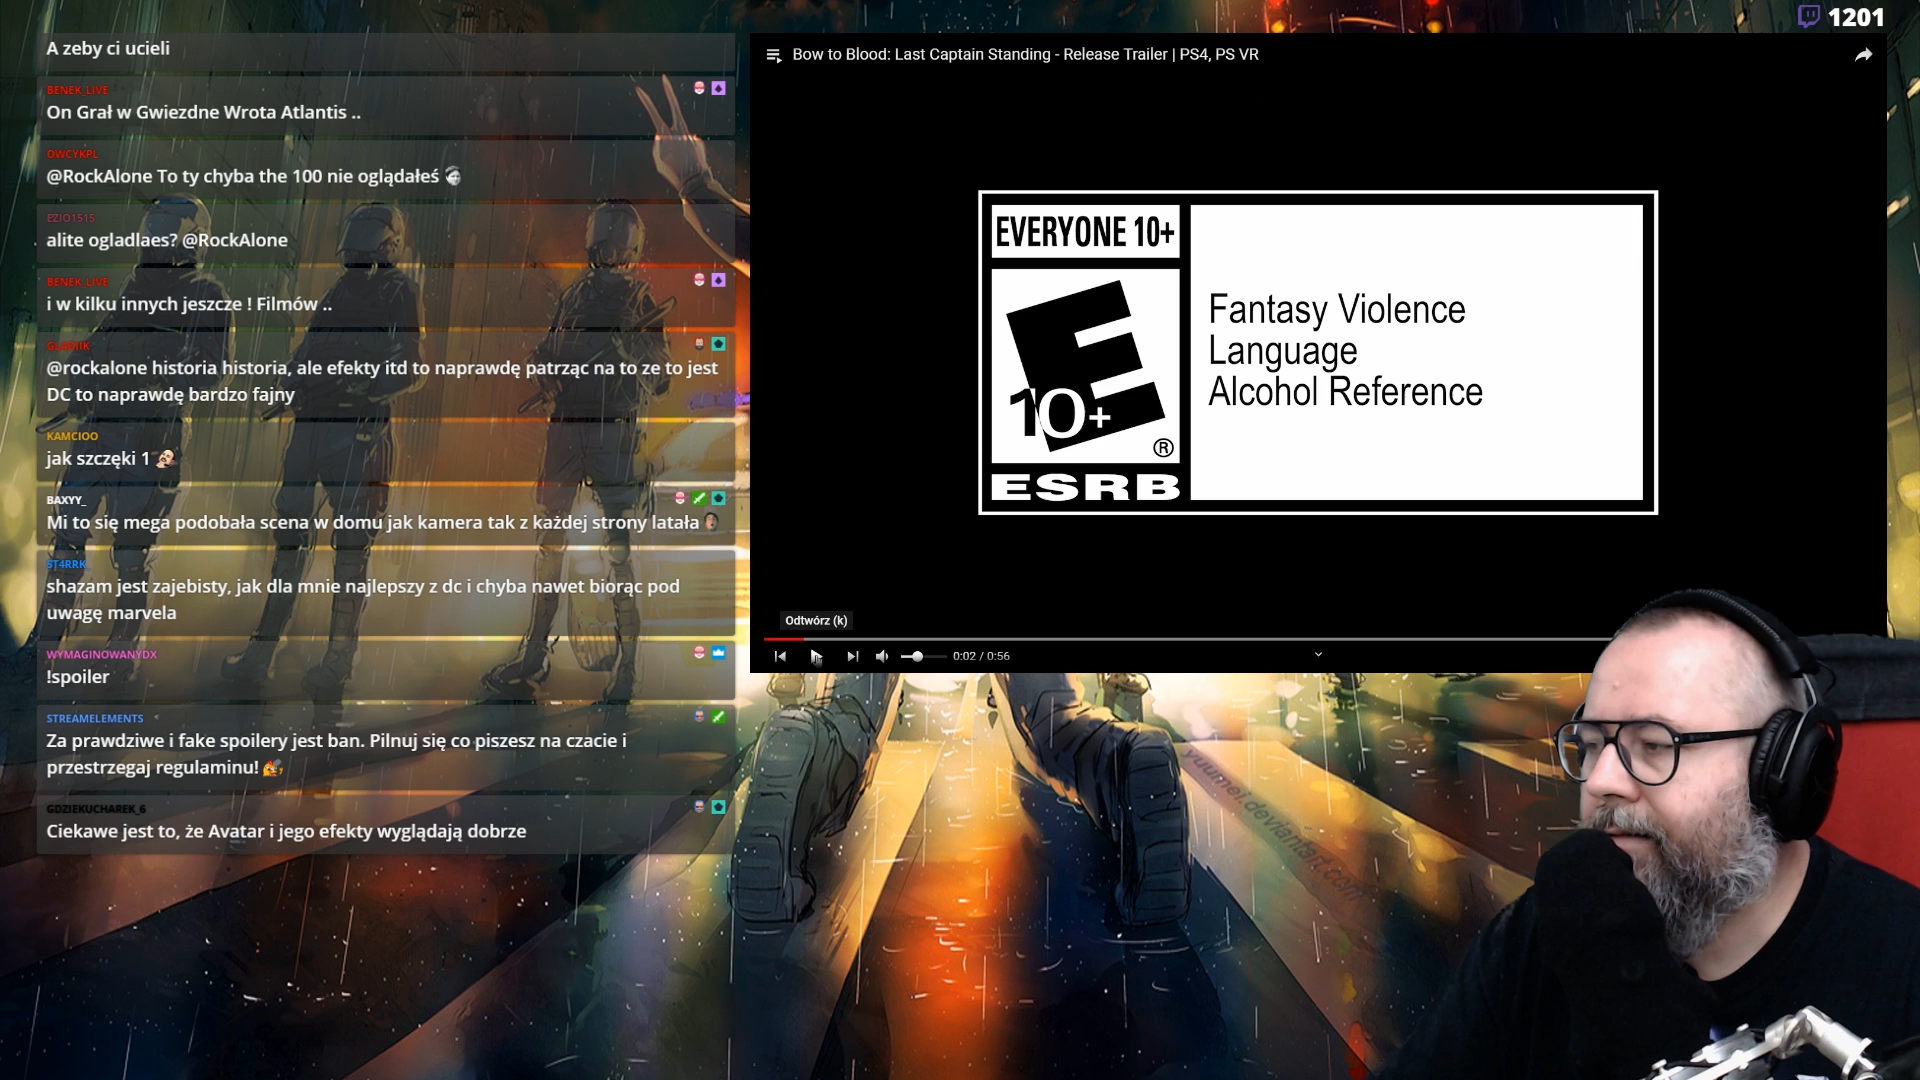 A zeby ci ucieli
BENEK_LIVE
On Grał w Gwiezdne Wrota Atlantis ..
OWCYKPL
@RockAlone To ty chyba the 100 nie oglądałeś
EZIO1515
alite ogladlaes? @RockAlone
BENEK_LIVE
i w kilku innych jeszcze ! Filmów ..
@rockalone historia historia, ale efekty itd to naprawdę patrząc na to ze to jest
DC to naprawdę bardzo fajny
KAMCIOO
jak szczęki 1
BAXYY_
Mi to się mega podobała scena w domu jak kamera tak z każdej strony latała
ST4RRK_
shazam jest zajebisty, jak dla mnie najlepszy z dc i chyba nawet biorąc pod
uwagę marvela
WYMAGINOWANYDX
!spoiler
STREAMELEMENTS
Za prawdziwe i fake spoilery jest ban. Pilnuj się co piszesz na czacie i
przestrzegaj regulaminu!
GDZIEKUCHAREK_6
Ciekawe jest to, że Avatar i jego efekty wyglądają dobrze
1201
Bow to Blood: Last Captain Standing - Release Trailer | PS4, PS VR
EVERYONE 10+
E
10+
®
ESRB
Fantasy Violence
Language
Alcohol Reference
Odtwórz (k)
0:02 / 0:56
yuumei.deviantart.com